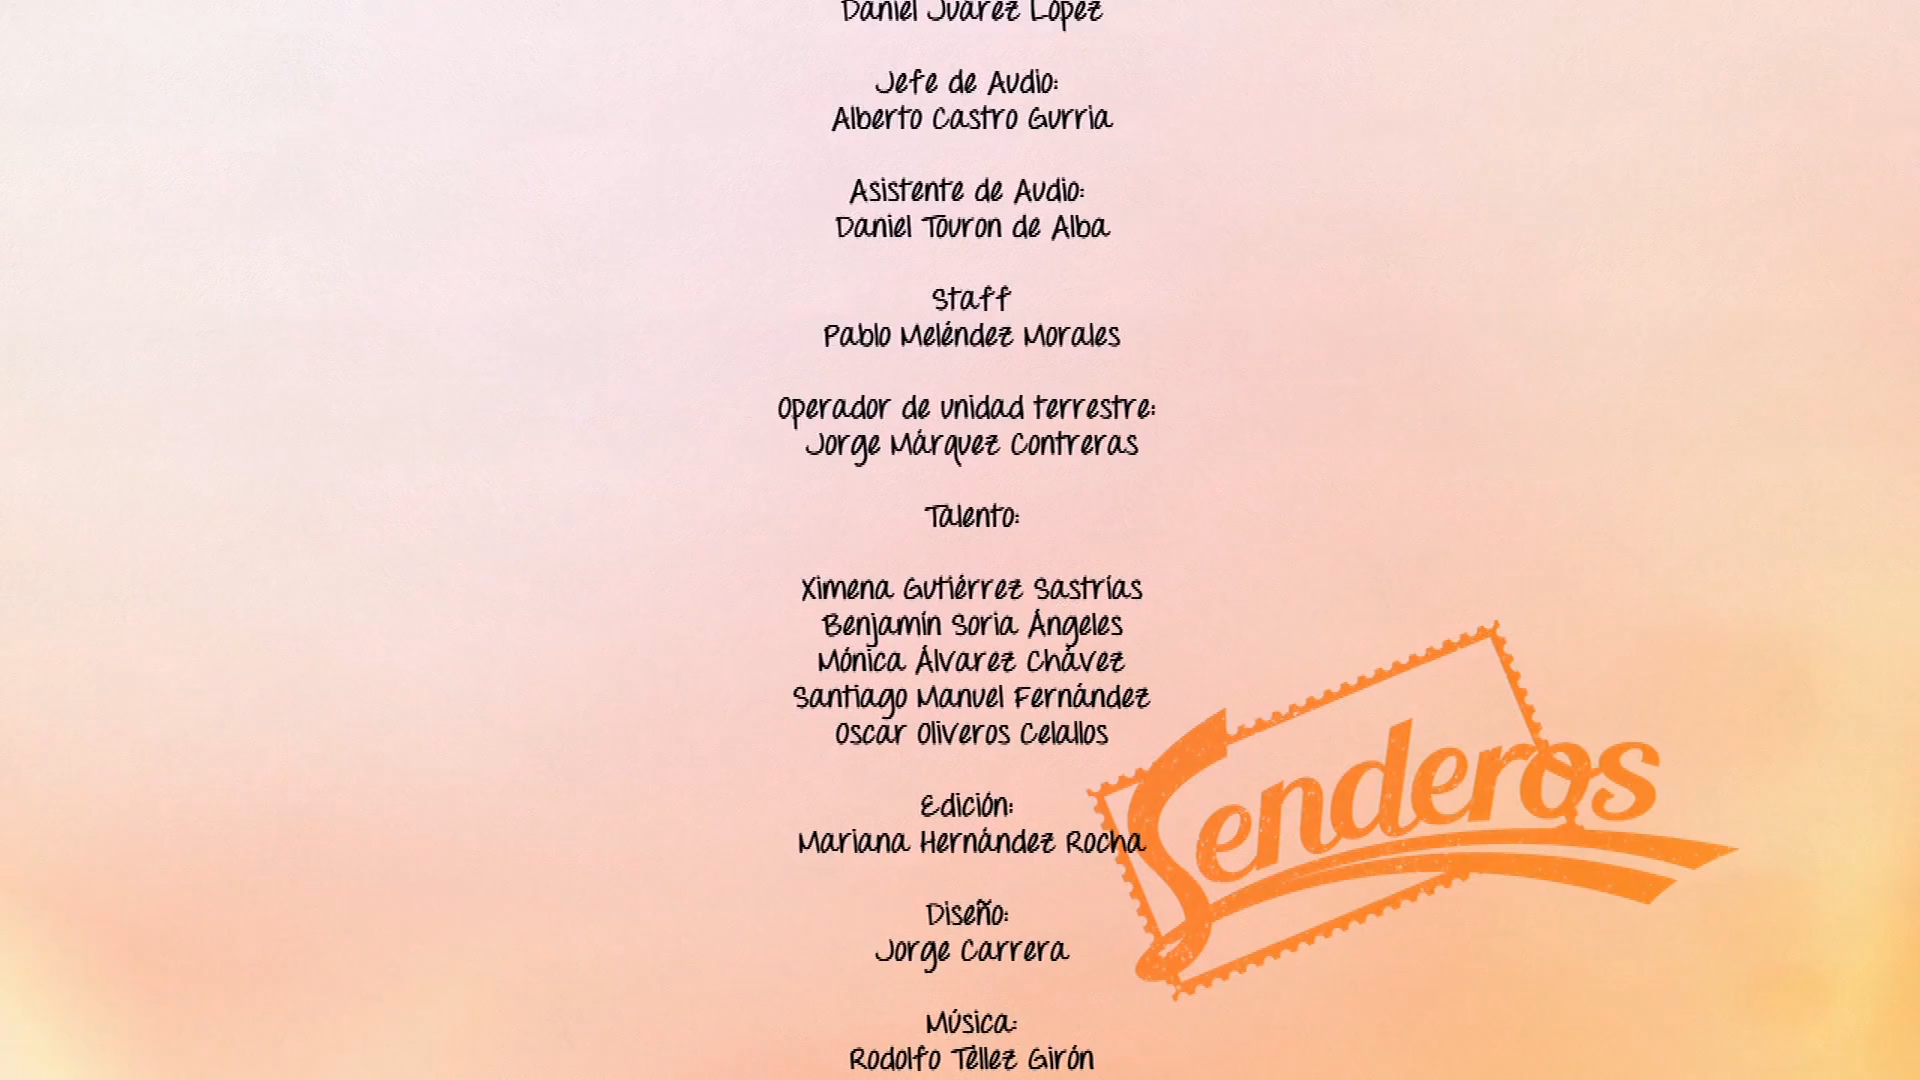 Daniel Juárez López
Jefe de Audio:
Alberto Castro Gurria
Asistente de Audio:
Daniel Touron de Alba
Staff
Pablo Meléndez Morales
Operador de unidad terrestre:
Jorge Márquez Contreras
Talento:
Ximena Gutiérrez Sastrías
Benjamín Soria Ángeles
Mónica Álvarez Chávez
Santiago Manuel Fernández
Oscar Oliveros Celallos
Edición:
Mariana Hernández Rocha
Diseño:
Jorge Carrera
Música:
Rodolfo Téllez Girón
Senderos